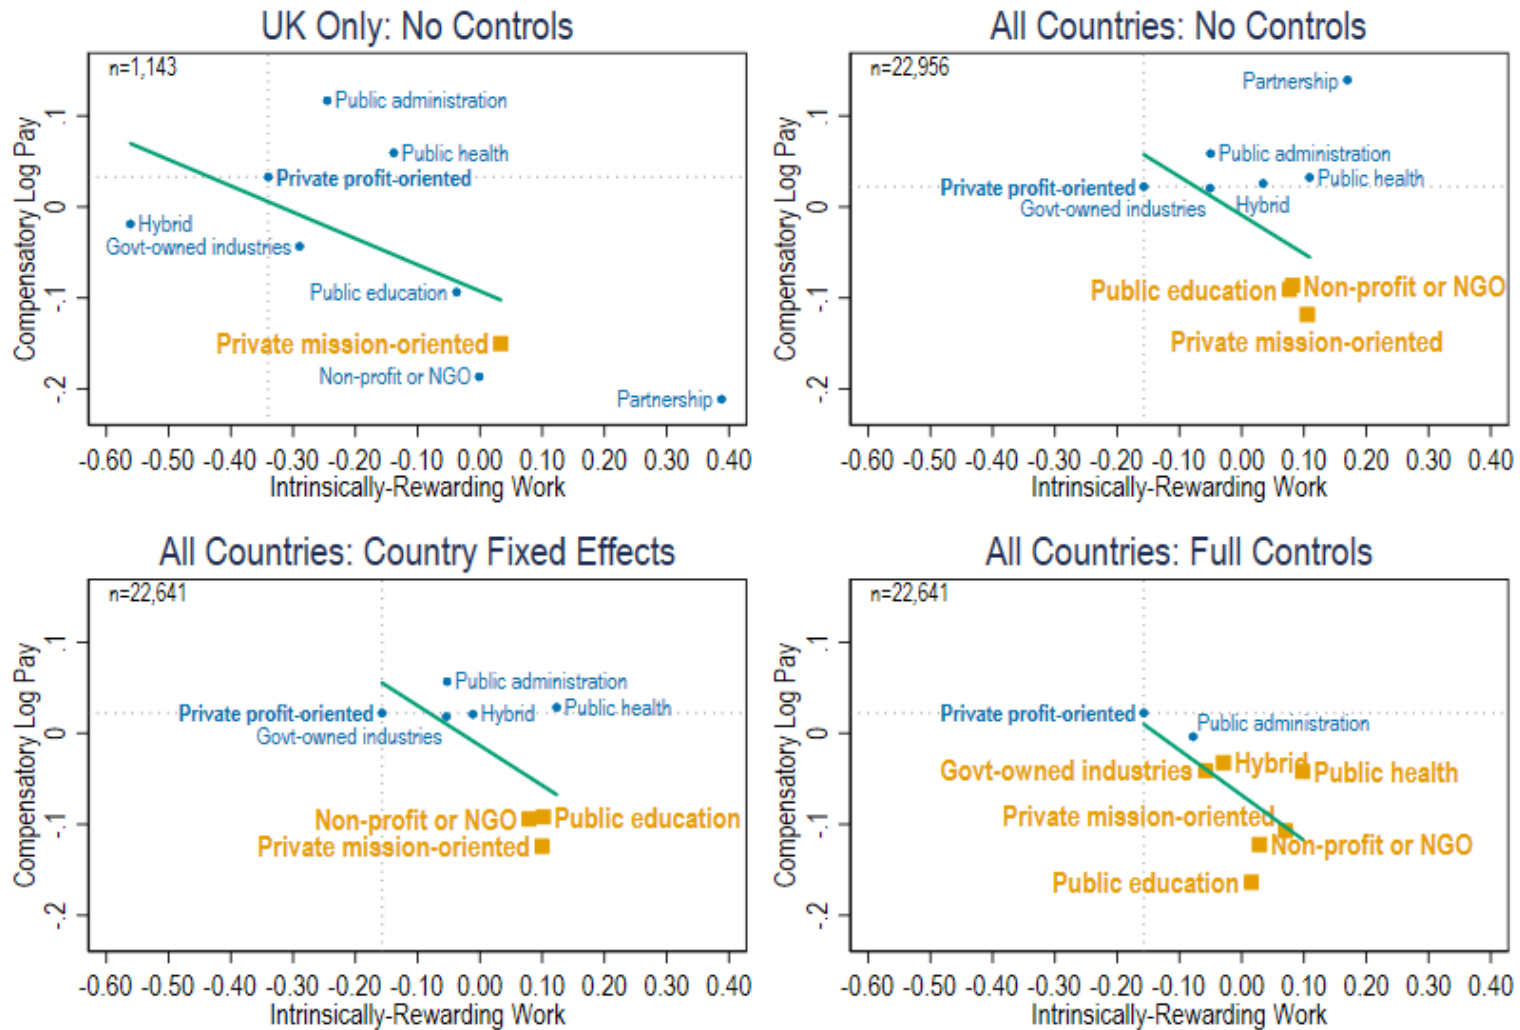 UK Only: No Controls
n=1,143
Public administration
Public health
Private profit-oriented
Hybrid
Govt-owned industries
Public education
Private mission-oriented
Non-profit or NGO
Partnership
Compensatory Log Pay
.1
0
-.1
-.2
-0.60 -0.50 -0.40 -0.30 -0.20 -0.10 0.00 0.10 0.20 0.30 0.40
Intrinsically-Rewarding Work
All Countries: No Controls
n=22,956
Partnership
Public administration
Public health
Private profit-oriented
Govt-owned industries
Hybrid
Public education
Non-profit or NGO
Private mission-oriented
Compensatory Log Pay
.1
0
-.1
-.2
-0.60 -0.50 -0.40 -0.30 -0.20 -0.10 0.00 0.10 0.20 0.30 0.40
Intrinsically-Rewarding Work
All Countries: Country Fixed Effects
n=22,641
Public administration
Private profit-oriented
Hybrid
Public health
Govt-owned industries
Non-profit or NGO
Public education
Private mission-oriented
Compensatory Log Pay
.1
0
-.1
-.2
-0.60 -0.50 -0.40 -0.30 -0.20 -0.10 0.00 0.10 0.20 0.30 0.40
Intrinsically-Rewarding Work
All Countries: Full Controls
n=22,641
Private profit-oriented
Public administration
Govt-owned industries
Hybrid
Public health
Private mission-oriented
Non-profit or NGO
Public education
Compensatory Log Pay
.1
0
-.1
-.2
-0.60 -0.50 -0.40 -0.30 -0.20 -0.10 0.00 0.10 0.20 0.30 0.40
Intrinsically-Rewarding Work